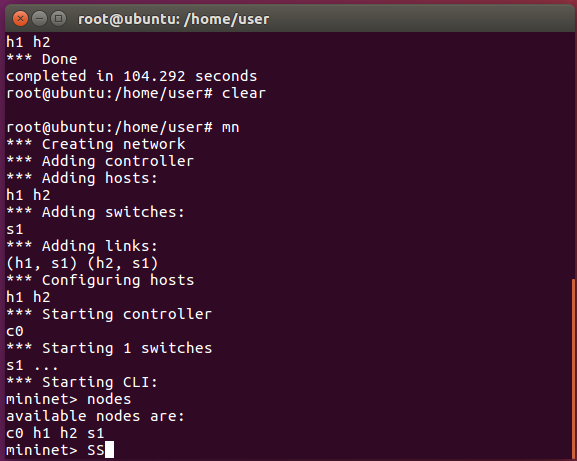 root@ubuntu: /home/user
h1 h2
*** Done
completed in 104.292 seconds
root@ubuntu:/home/user# clear
root@ubuntu:/home/user# mn
*** Creating network
*** Adding controller
*** Adding hosts:
h1 h2
*** Adding switches:
s1
*** Adding links:
(h1, s1) (h2, s1)
*** Configuring hosts
h1 h2
*** Starting controller
c0
*** Starting 1 switches
s1 ...
*** Starting CLI:
mininet> nodes
available nodes are:
c0 h1 h2 s1
mininet> SS